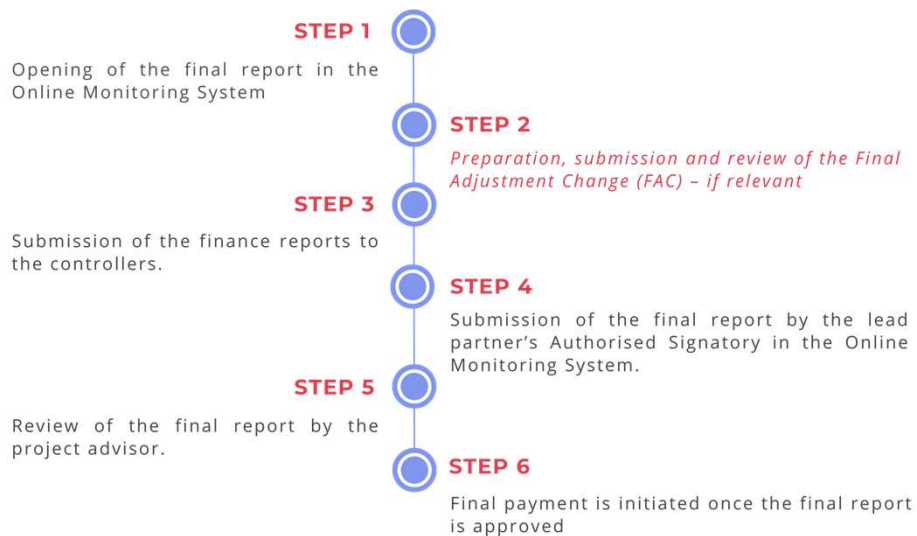 STEP 1
Opening of the final report in the
Online Monitoring System
STEP 2
Preparation, submission and review of the Final
Adjustment Change (FAC) – if relevant
STEP 3
Submission of the finance reports to
the controllers.
STEP 4
Submission of the final report by the lead
partner’s Authorised Signatory in the Online
Monitoring System.
STEP 5
Review of the final report by the
project advisor.
STEP 6
Final payment is initiated once the final report
is approved